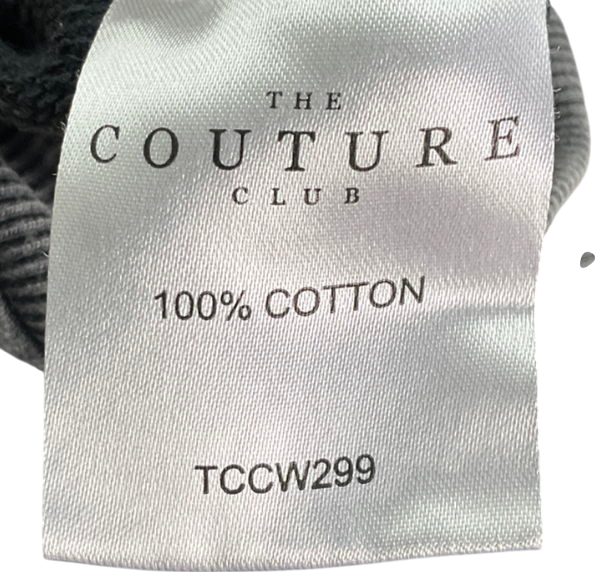 THE
COUTURE
CLUB
100% COTTON
TCCW299